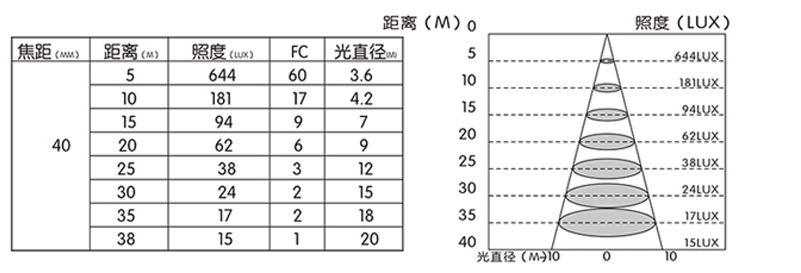 焦距(MM) 距离(M) 照度(LUX) FC 光直径(M)
40
5 644 60 3.6
10 181 17 4.2
15 94 9 7
20 62 6 9
25 38 3 12
30 24 2 15
35 17 2 18
38 15 1 20
距离(M) 0 照度(LUX)
5 644LUX
10 181LUX
15 94LUX
20 62LUX
25 38LUX
30 24LUX
35 17LUX
40 15LUX
光直径(M) -10 0 10